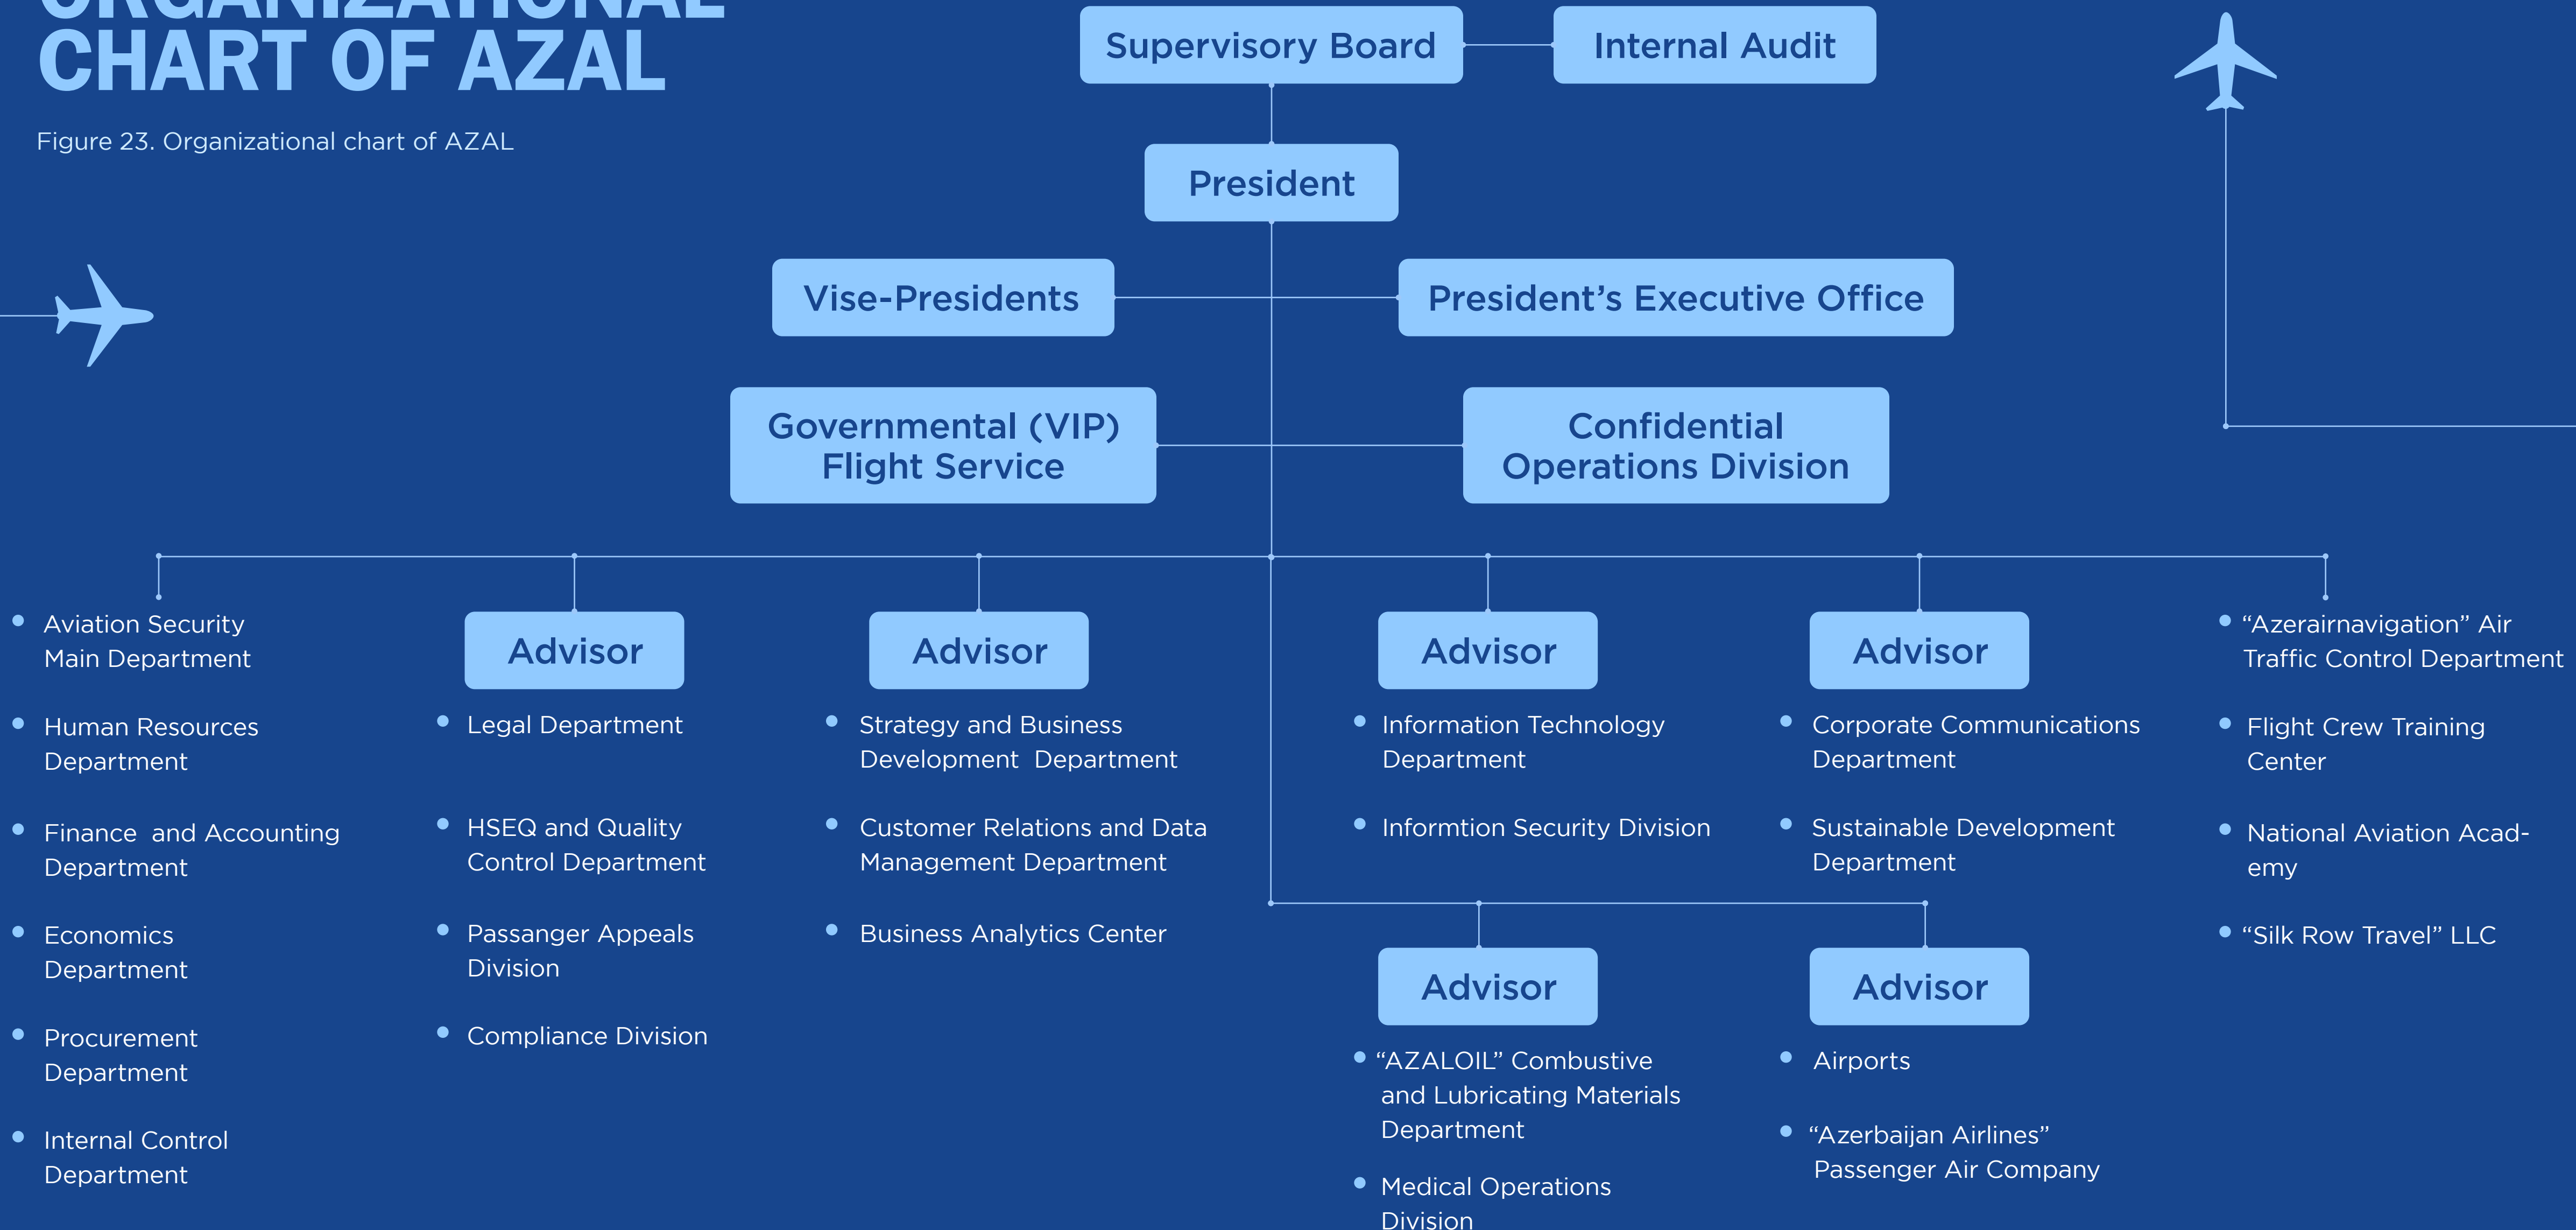 ORGANIZATIONAL
CHART OF AZAL
Figure 23. Organizational chart of AZAL
Supervisory Board
Internal Audit
President
Vise-Presidents
President’s Executive Office
Governmental (VIP)
Flight Service
Confidential
Operations Division
Aviation Security
Main Department
Human Resources
Department
Finance  and Accounting
Department
Economics
Department
Procurement
Department
Internal Control
Department
Advisor
Legal Department
HSEQ and Quality
Control Department
Passanger Appeals
Division
Compliance Division
Advisor
Strategy and Business
Development  Department
Customer Relations and Data
Management Department
Business Analytics Center
Advisor
Information Technology
Department
Informtion Security Division
Advisor
Corporate Communications
Department
Sustainable Development
Department
Advisor
“AZALOIL” Combustive
and Lubricating Materials
Department
Medical Operations
Division
Advisor
Airports
“Azerbaijan Airlines”
Passenger Air Company
“Azerairnavigation” Air
Traffic Control Department
Flight Crew Training
Center
National Aviation Acad-
emy
“Silk Row Travel” LLC